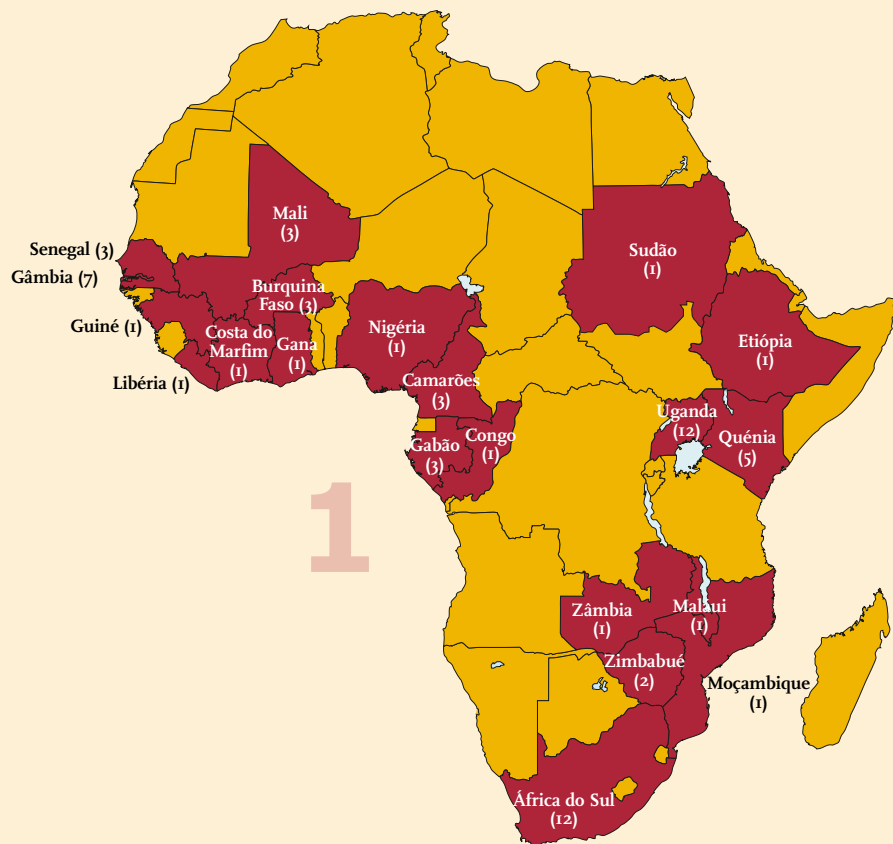 Mali
(3)
Senegal (3)
Gâmbia (7)
Sudão
(1)
Burquina
Faso (3)
Guiné (1)
Costa do
Marfim
(1)
Gana
(1)
Nigéria
(1)
Etiópia
(1)
Libéria (1)
Camarões
(3)
Uganda
(12)
Quénia
(5)
Gabão
(3)
Congo
(1)
1
Zâmbia
(1)
Maláui
(1)
Zimbabué
(2)
Moçambique
(1)
África do Sul
(12)